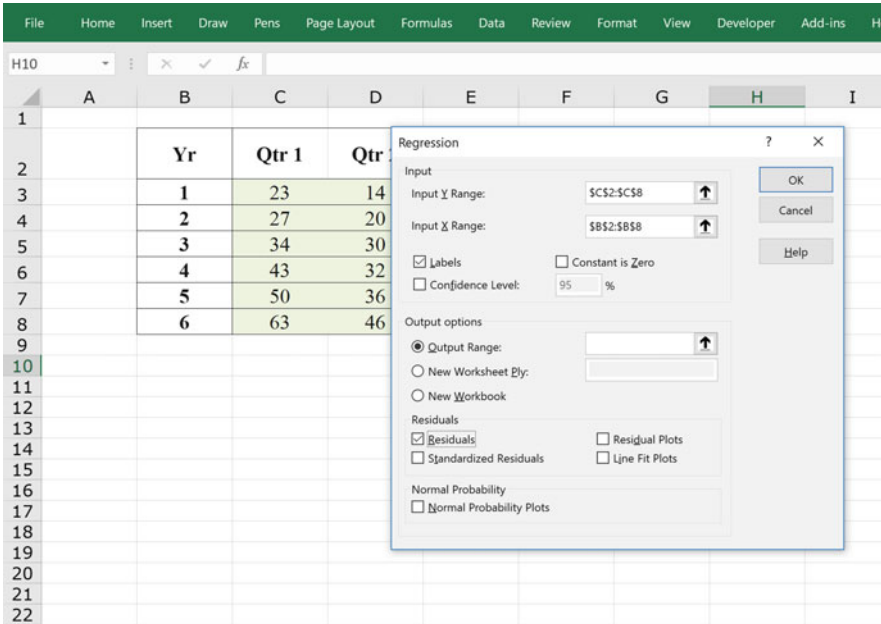 File Home Insert Draw Pens Page Layout Formulas Data Review Format View Developer Add-ins H
H10 fx
A B C D E F G H I
1
2 Yr Qtr 1 Qtr
3 1 23 14
4 2 27 20
5 3 34 30
6 4 43 32
7 5 50 36
8 6 63 46
9
10
11
12
13
14
15
16
17
18
19
20
21
22
Regression ? ×
Input
Input Y Range: $C$2:$C$8
Input X Range: $B$2:$B$8
Labels Constant is Zero
Confidence Level: 95 %
OK
Cancel
Help
Output options
Output Range:
New Worksheet Ply:
New Workbook
Residuals
Residuals Residual Plots
Standardized Residuals Line Fit Plots
Normal Probability
Normal Probability Plots